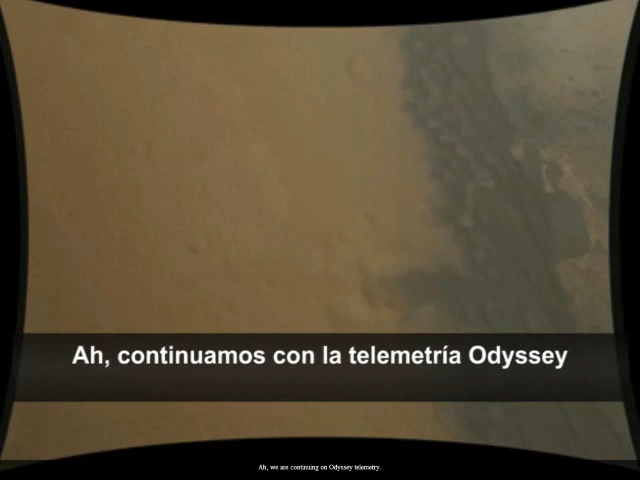 Ah, continuamos con la telemetría Odyssey
Ah, we are continuing on Odyssey telemetry.